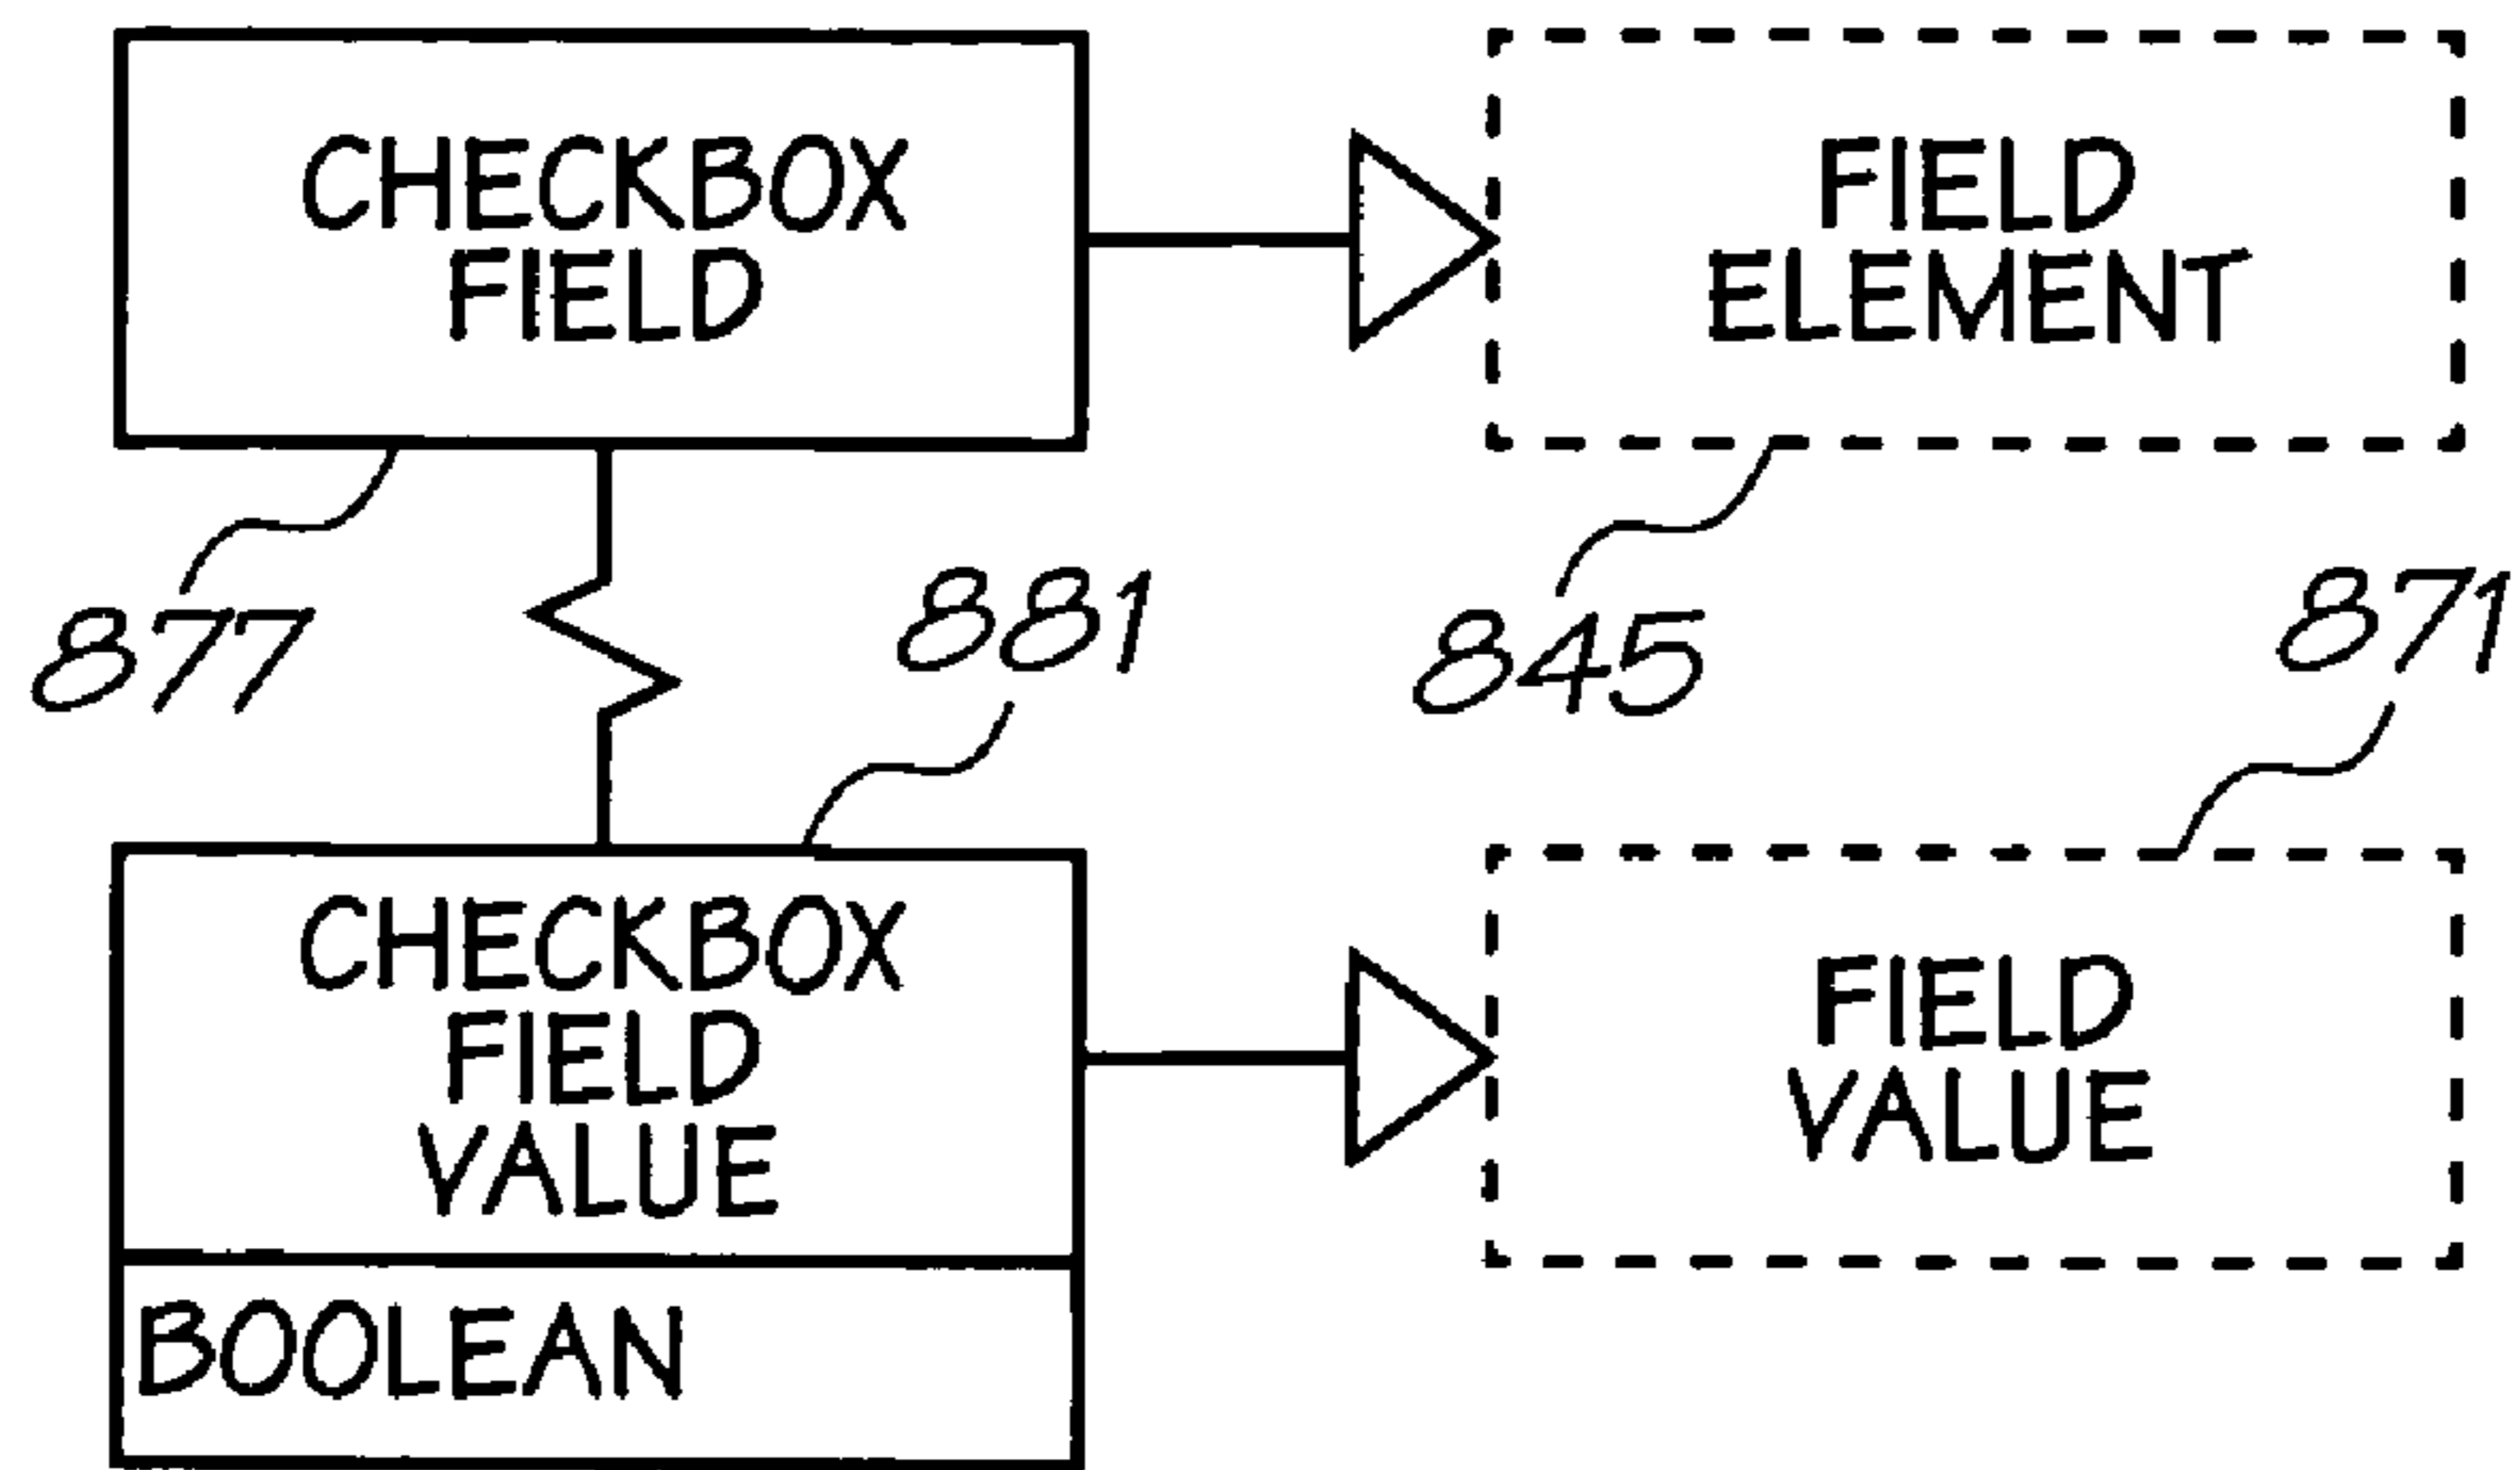 CHECKBOX
FIELD
FIELD
ELEMENT
877
881
845
871
CHECKBOX
FIELD
VALUE
BOOLEAN
FIELD
VALUE